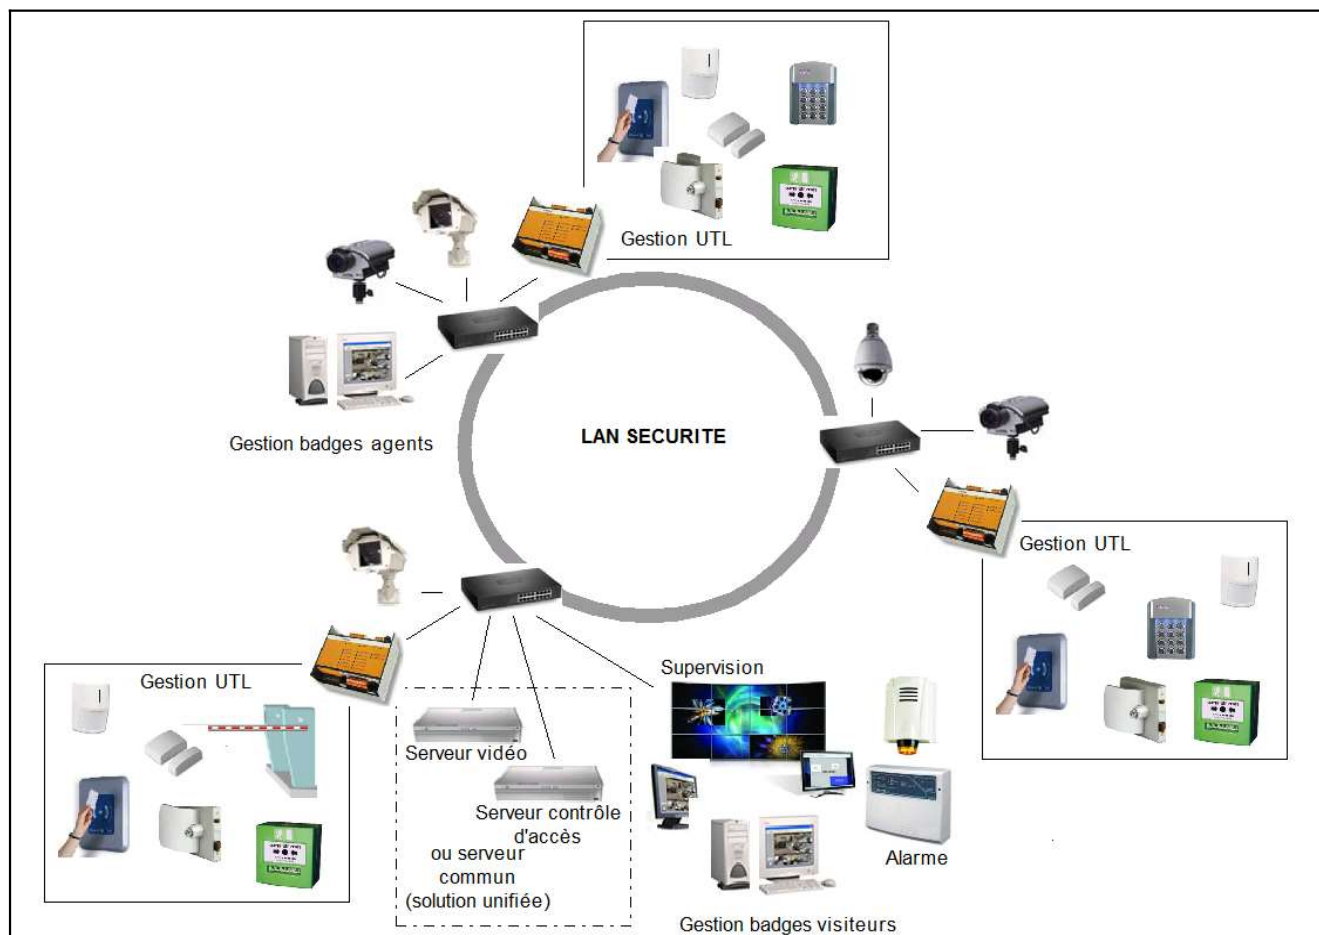 Gestion UTL
Gestion badges agents
LAN SECURITE
Gestion UTL
Gestion UTL
Supervision
Serveur vidéo
Serveur contrôle
d'accès
ou serveur
commun
(solution unifiée)
Alarme
Gestion badges visiteurs